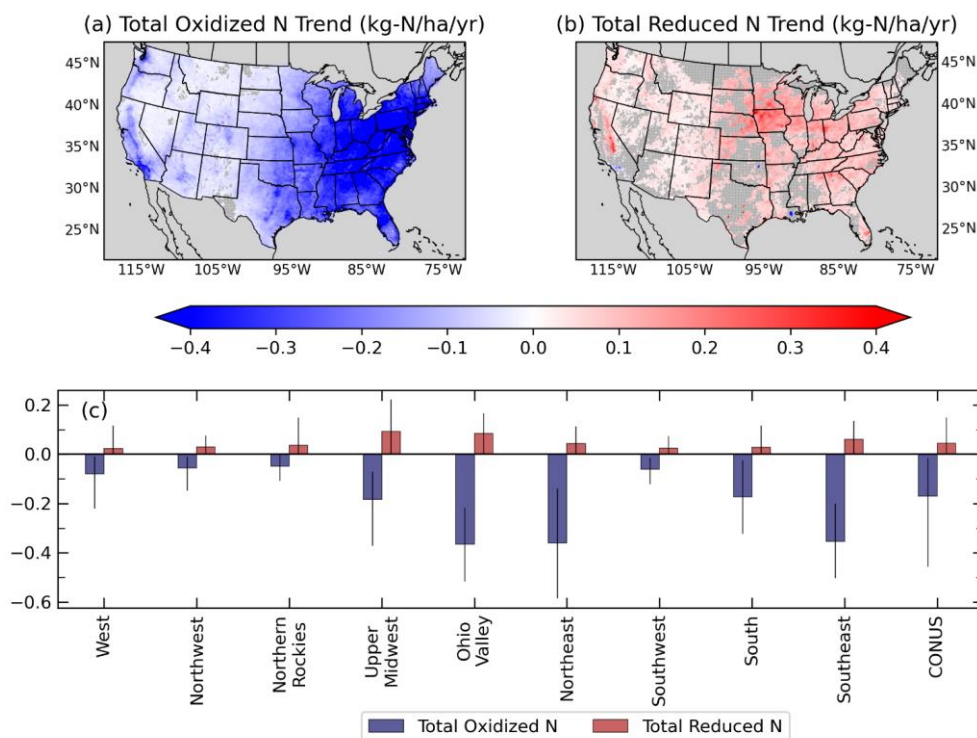 (a) Total Oxidized N Trend (kg-N/ha/yr)
(b) Total Reduced N Trend (kg-N/ha/yr)
45°N
40°N
35°N
30°N
25°N
115°W 105°W 95°W 85°W 75°W
45°N
40°N
35°N
30°N
25°N
115°W 105°W 95°W 85°W 75°W
−0.4 −0.3 −0.2 −0.1 0.0 0.1 0.2 0.3 0.4
(c)
0.2
0.0
−0.2
−0.4
−0.6
West
Northwest
Northern
Rockies
Upper
Midwest
Ohio
Valley
Northeast
Southwest
South
Southeast
CONUS
Total Oxidized N
Total Reduced N